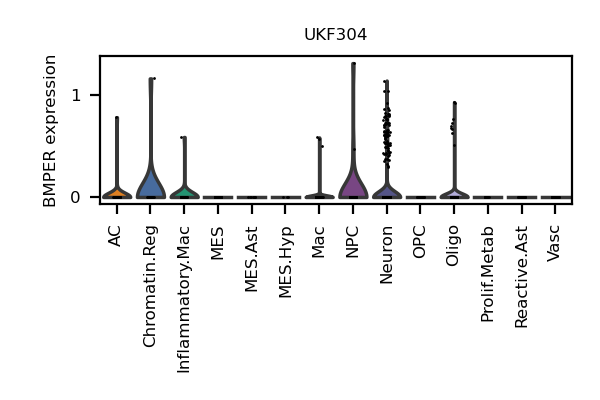 UKF304
BMPER expression
1
0
AC
Chromatin.Reg
Inflammatory.Mac
MES
MES.Ast
MES.Hyp
Mac
NPC
Neuron
OPC
Oligo
Prolif.Metab
Reactive.Ast
Vasc